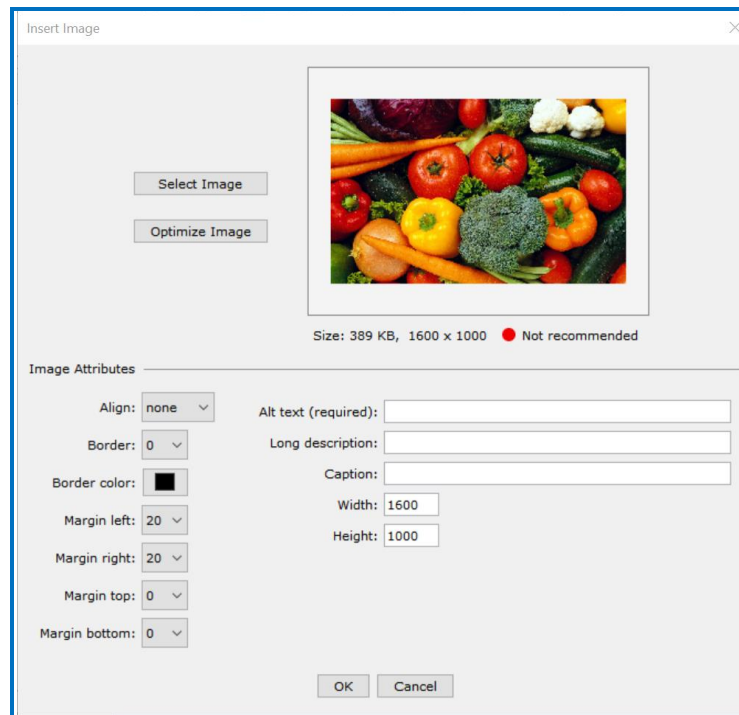 Insert Image
Select Image
Optimize Image
Size: 389 KB, 1600 x 1000 Not recommended
Image Attributes
Align: none
Alt text (required):
Border: 0
Long description:
Border color:
Caption:
Margin left: 20
Width: 1600
Margin right: 20
Height: 1000
Margin top: 0
Margin bottom: 0
OK Cancel